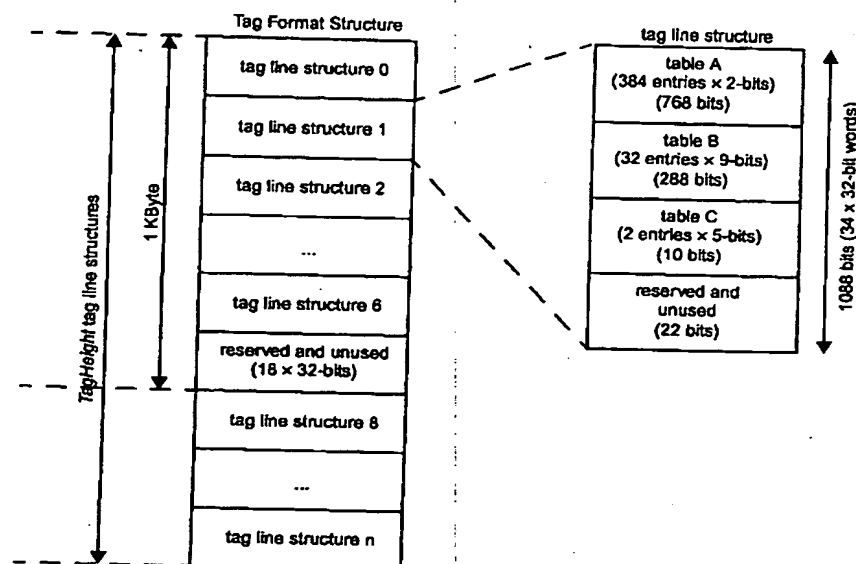 Tag Format Structure
tag line structure 0
tag line structure 1
tag line structure 2
...
tag line structure 6
reserved and unused
(18 × 32-bits)
tag line structure 8
...
tag line structure n
TagHeight tag line structures
1 KByte
tag line structure
table A
(384 entries × 2-bits)
(768 bits)
table B
(32 entries × 9-bits)
(288 bits)
table C
(2 entries × 5-bits)
(10 bits)
reserved and
unused
(22 bits)
1088 bits (34 x 32-bit words)